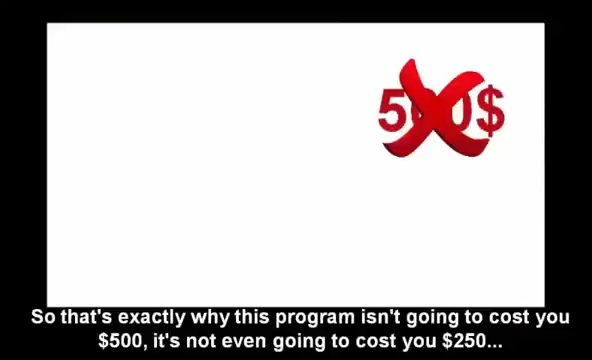 500$
So that's exactly why this program isn't going to cost you
$500, it's not even going to cost you $250...